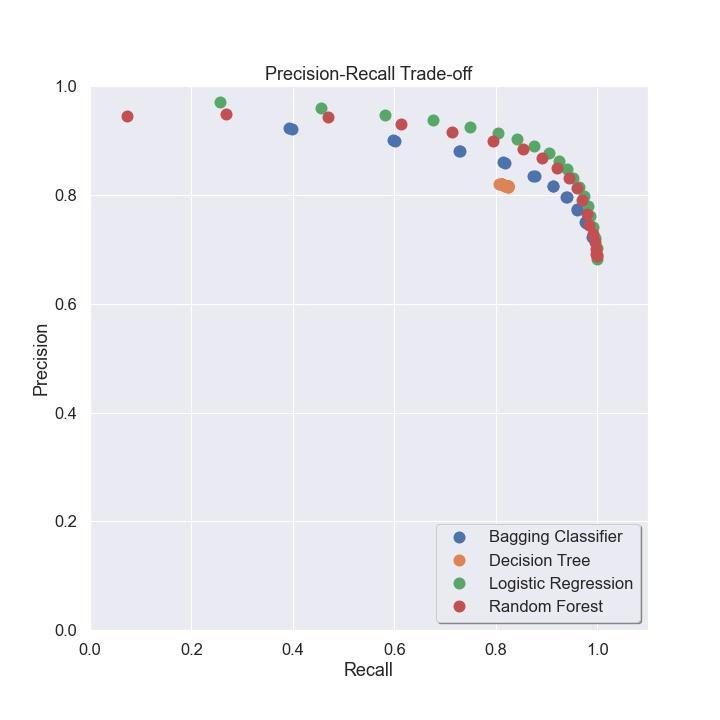 Precision-Recall Trade-off
1.0
0.8
0.6
0.4
0.2
0.0
Precision
0.0 0.2 0.4 0.6 0.8 1.0
Recall
Bagging Classifier
Decision Tree
Logistic Regression
Random Forest